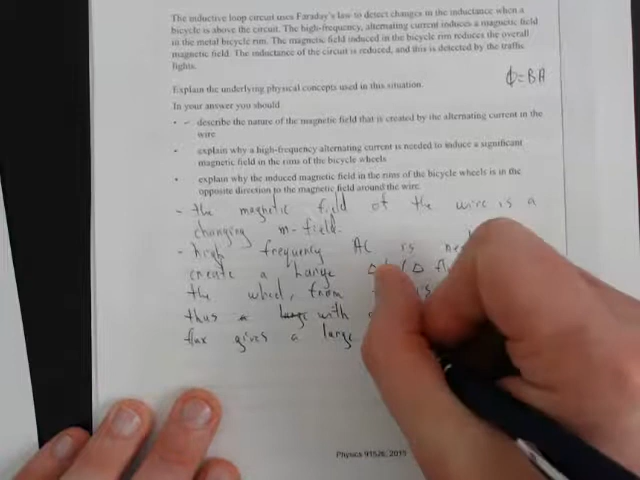 The inductive loop circuit uses Faraday's law to detect changes in the inductance when a
bicycle is above the circuit. The high-frequency, alternating current induces a magnetic field
in the metal bicycle rim. The magnetic field induced in the bicycle rim reduces the overall
magnetic field. The inductance of the circuit is reduced, and this is detected by the traffic
lights.
ϕ=BA
Explain the underlying physical concepts used in this situation.
In your answer you should
• describe the nature of the magnetic field that is created by the alternating current in the
wire
• explain why a high-frequency alternating current is needed to induce a significant
magnetic field in the rims of the bicycle wheels
• explain why the induced magnetic field in the rims of the bicycle wheels is in the
opposite direction to the magnetic field around the wire.
- the magnetic field of the wire is a
changing m-field.
- high frequency AC is
create a large Δ
the wheel, from
thus a large with
flux gives a large
Physics 91526, 2015